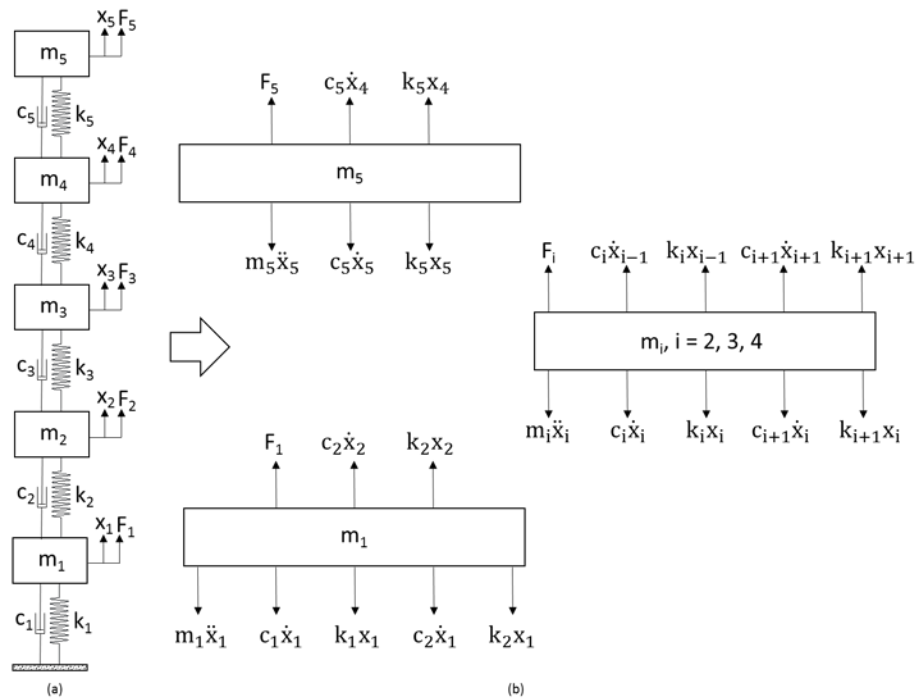 x₅ F₅
m₅
c₅ k₅
x₄ F₄
m₄
c₄ k₄
x₃ F₃
m₃
c₃ k₃
x₂ F₂
m₂
c₂ k₂
x₁ F₁
m₁
c₁ k₁
(a)
F₅ c₅ẋ₄ k₅x₄
m₅
m₅ẍ₅ c₅ẋ₅ k₅x₅
Fᵢ cᵢẋᵢ₋₁ kᵢxᵢ₋₁ cᵢ₊₁ẋᵢ₊₁ kᵢ₊₁xᵢ₊₁
mᵢ, i = 2, 3, 4
mᵢẍᵢ cᵢẋᵢ kᵢxᵢ cᵢ₊₁ẋᵢ kᵢ₊₁xᵢ
F₁ c₂ẋ₂ k₂x₂
m₁
m₁ẍ₁ c₁ẋ₁ k₁x₁ c₂ẋ₁ k₂x₁
(b)